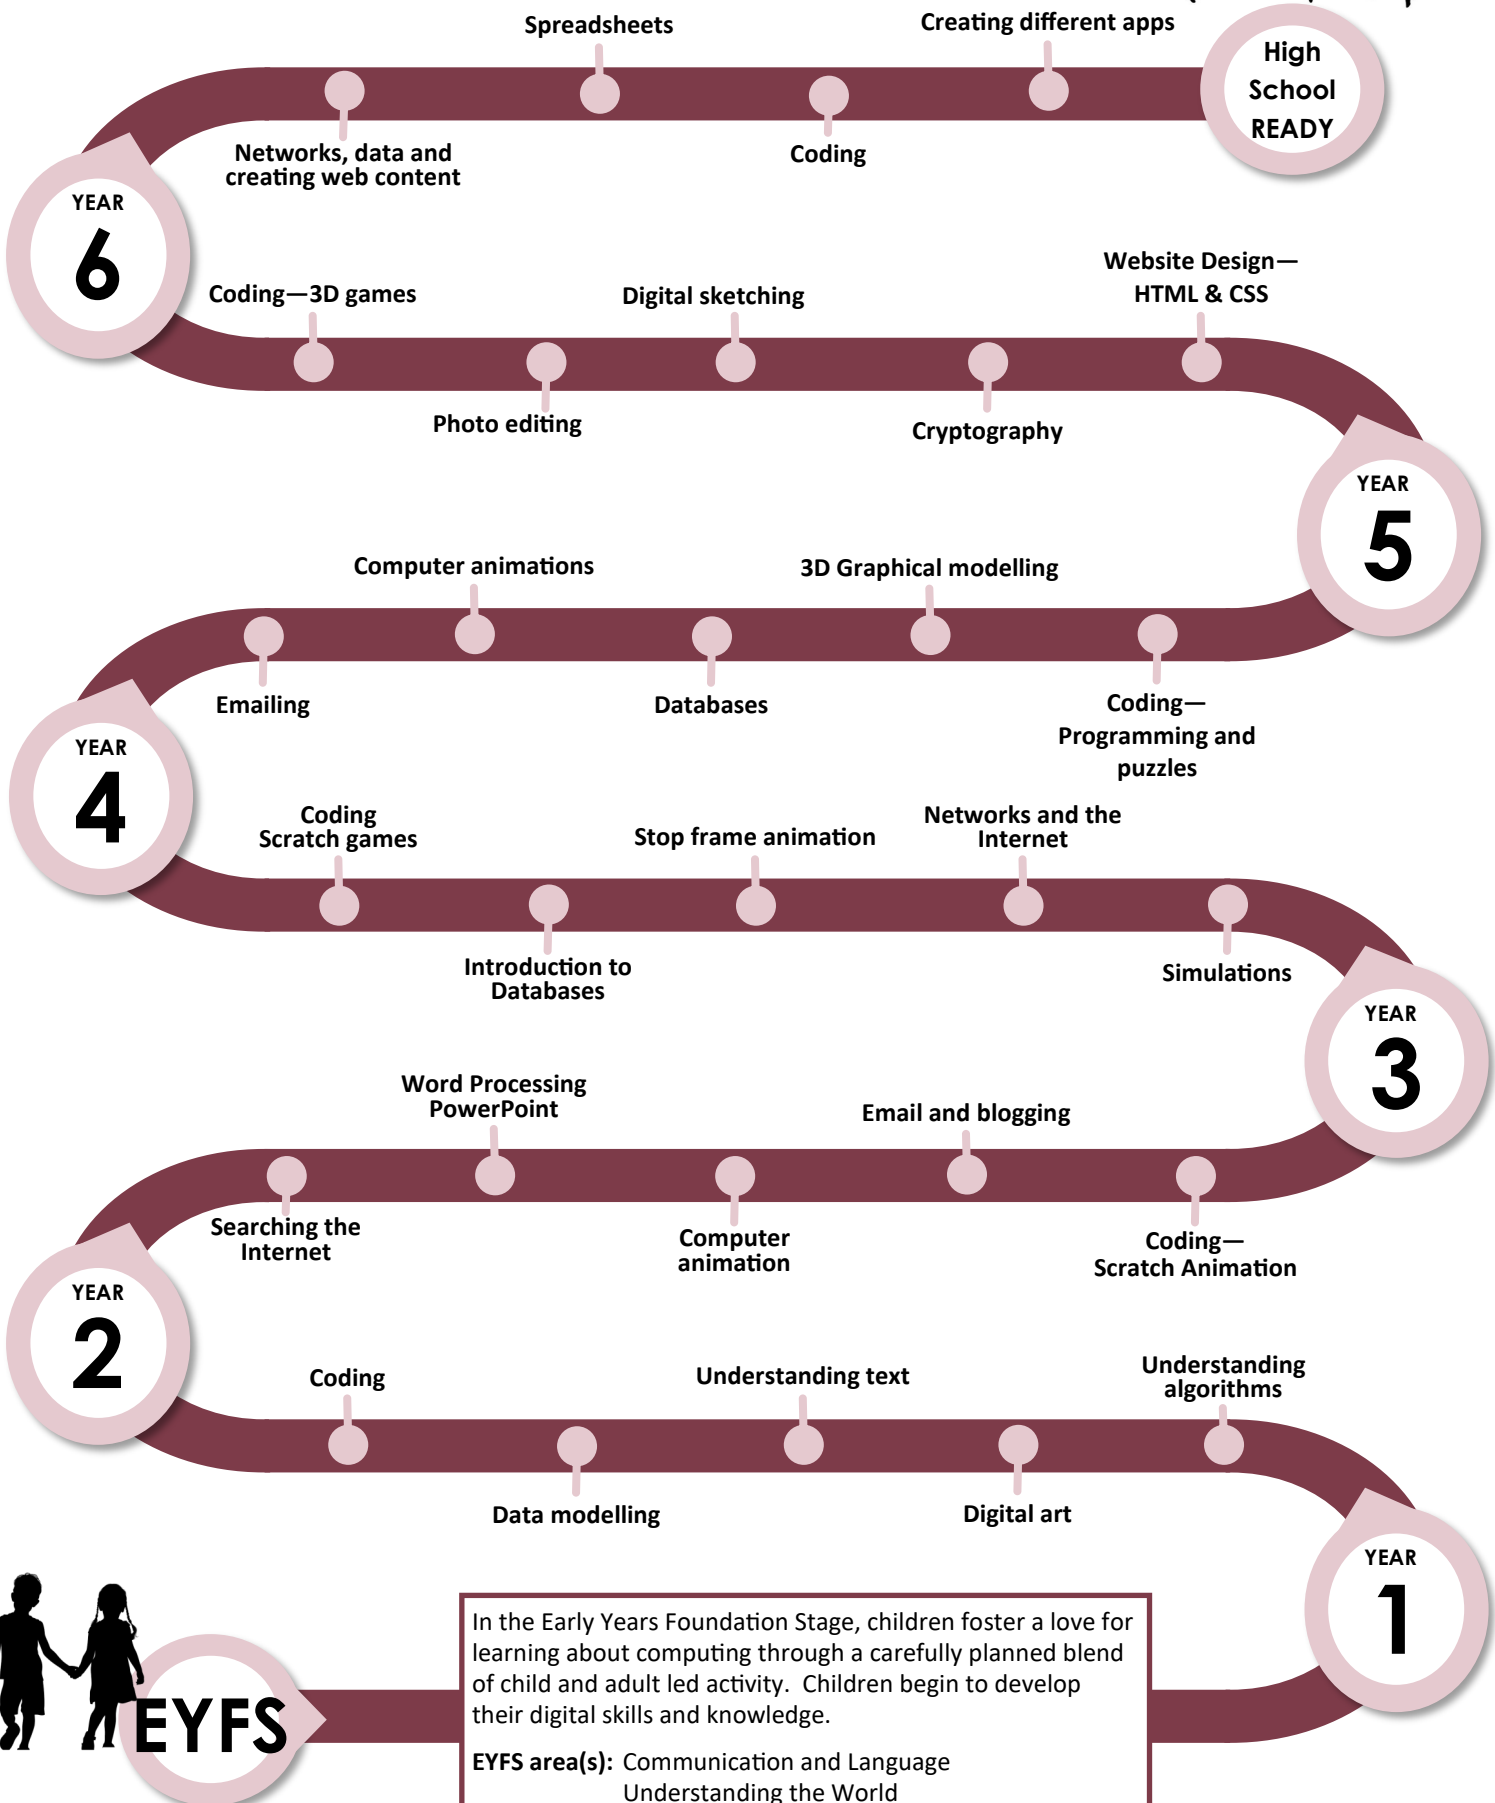 Spreadsheets
Creating different apps
High
School
READY
Networks, data and
creating web content
Coding
YEAR
6
Coding—3D games
Digital sketching
Website Design—
HTML & CSS
Photo editing
Cryptography
YEAR
5
Computer animations
3D Graphical modelling
Emailing
Databases
Coding—
Programming and
puzzles
YEAR
4
Coding
Scratch games
Stop frame animation
Networks and the
Internet
Introduction to
Databases
Simulations
YEAR
3
Word Processing
PowerPoint
Email and blogging
Searching the
Internet
Computer
animation
Coding—
Scratch Animation
YEAR
2
Coding
Understanding text
Understanding
algorithms
Data modelling
Digital art
YEAR
1
EYFS
In the Early Years Foundation Stage, children foster a love for
learning about computing through a carefully planned blend
of child and adult led activity.  Children begin to develop
their digital skills and knowledge.
EYFS area(s): Communication and Language
Understanding the World